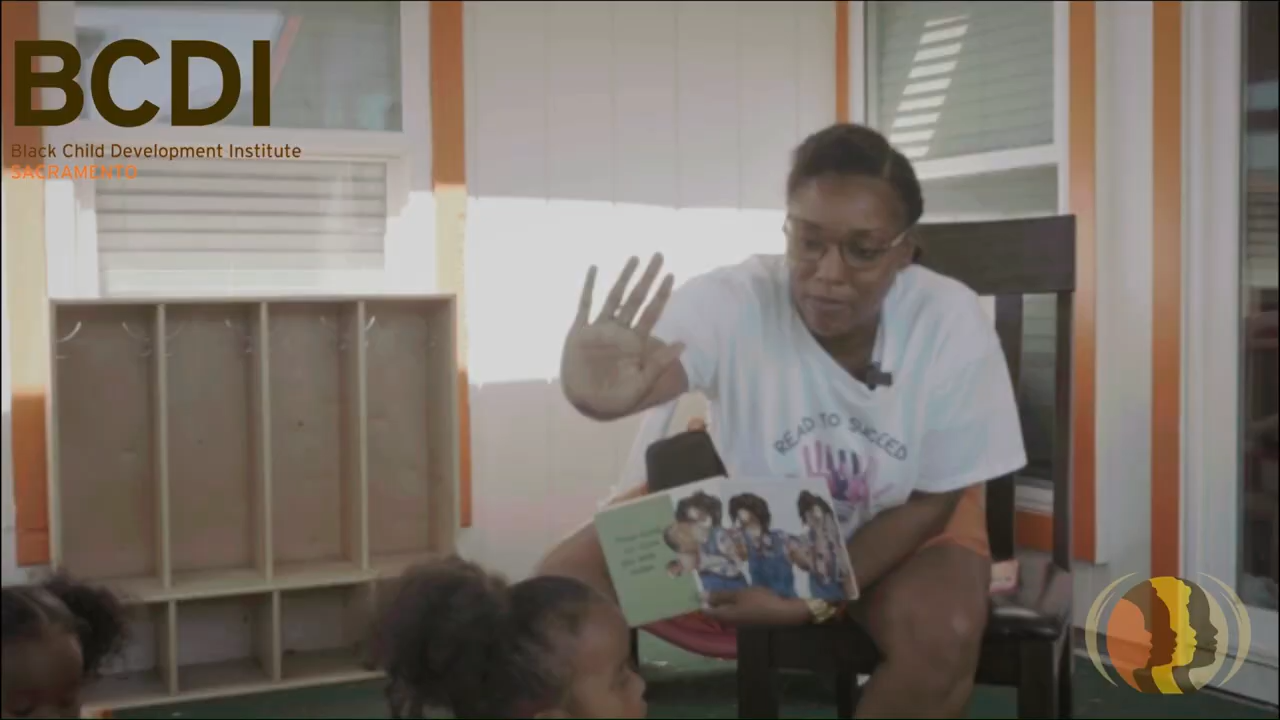 BCDI
Black Child Development Institute
SACRAMENTO
READ TO SUCCEED